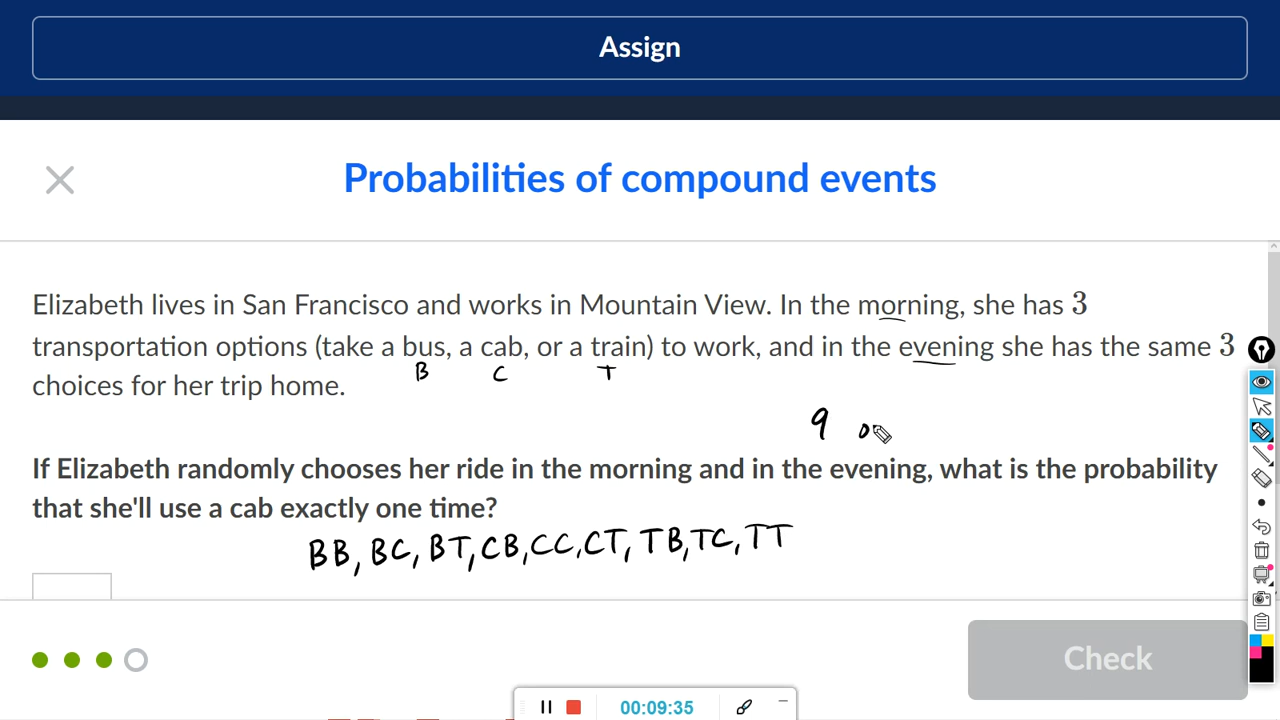 Assign
Probabilities of compound events
Elizabeth lives in San Francisco and works in Mountain View. In the morning, she has 3
transportation options (take a bus, a cab, or a train) to work, and in the evening she has the same 3
B C T
choices for her trip home.
9 o
If Elizabeth randomly chooses her ride in the morning and in the evening, what is the probability
that she'll use a cab exactly one time?
BB, BC, BT, CB, CC, CT, TB, TC, TT
Check
00:09:35